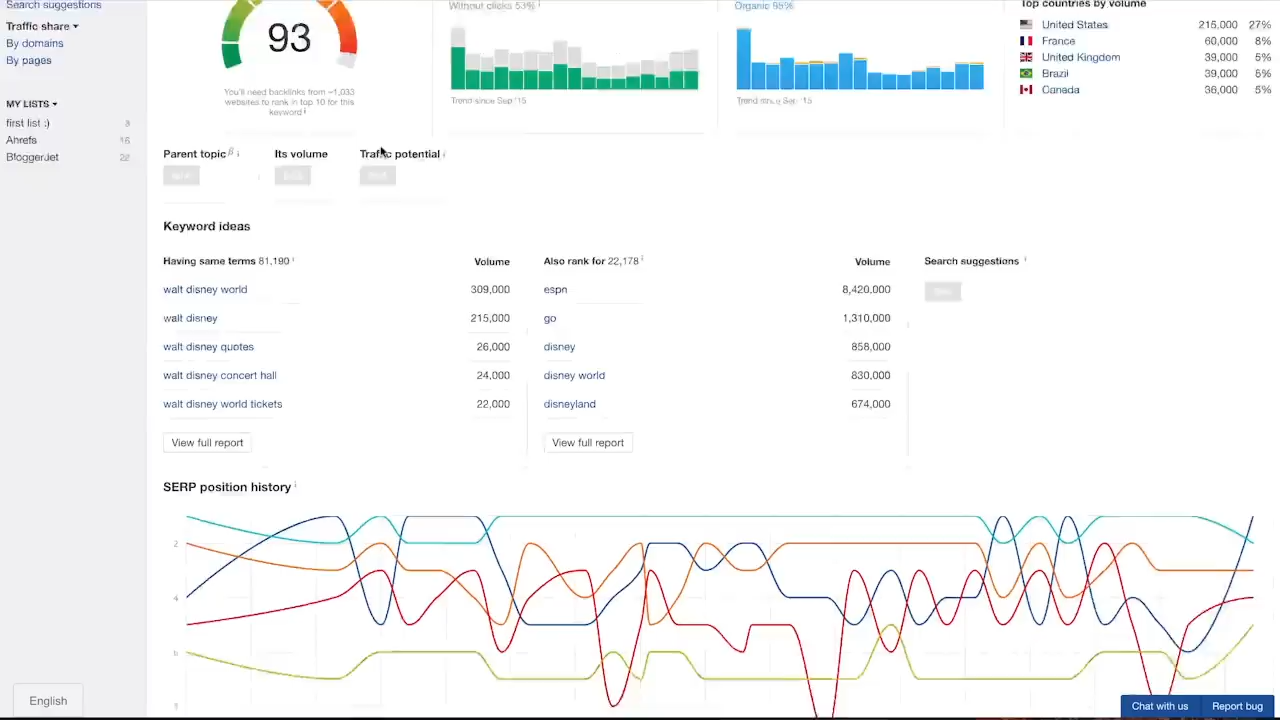 Search suggestions
Traffic share
By domains
By pages
MY LISTS
first list :) 3
Ahrefs 16
BloggerJet 22
English
93
You'll need backlinks from ~1,033
websites to rank in top 10 for this
keyword
Without clicks 53%
Trend since Sep '15
Organic 95%
Trend since Sep '15
Top countries by volume
United States 215,000 27%
France 60,000 8%
United Kingdom 39,000 5%
Brazil 39,000 5%
Canada 36,000 5%
Parent topic
Its volume
Traffic potential
Keyword ideas
Having same terms 81,190 Volume
walt disney world 309,000
walt disney 215,000
walt disney quotes 26,000
walt disney concert hall 24,000
walt disney world tickets 22,000
View full report
Also rank for 22,178 Volume
espn 8,420,000
go 1,310,000
disney 858,000
disney world 830,000
disneyland 674,000
View full report
Search suggestions
SERP position history
2
4
6
8
Chat with us
Report bug